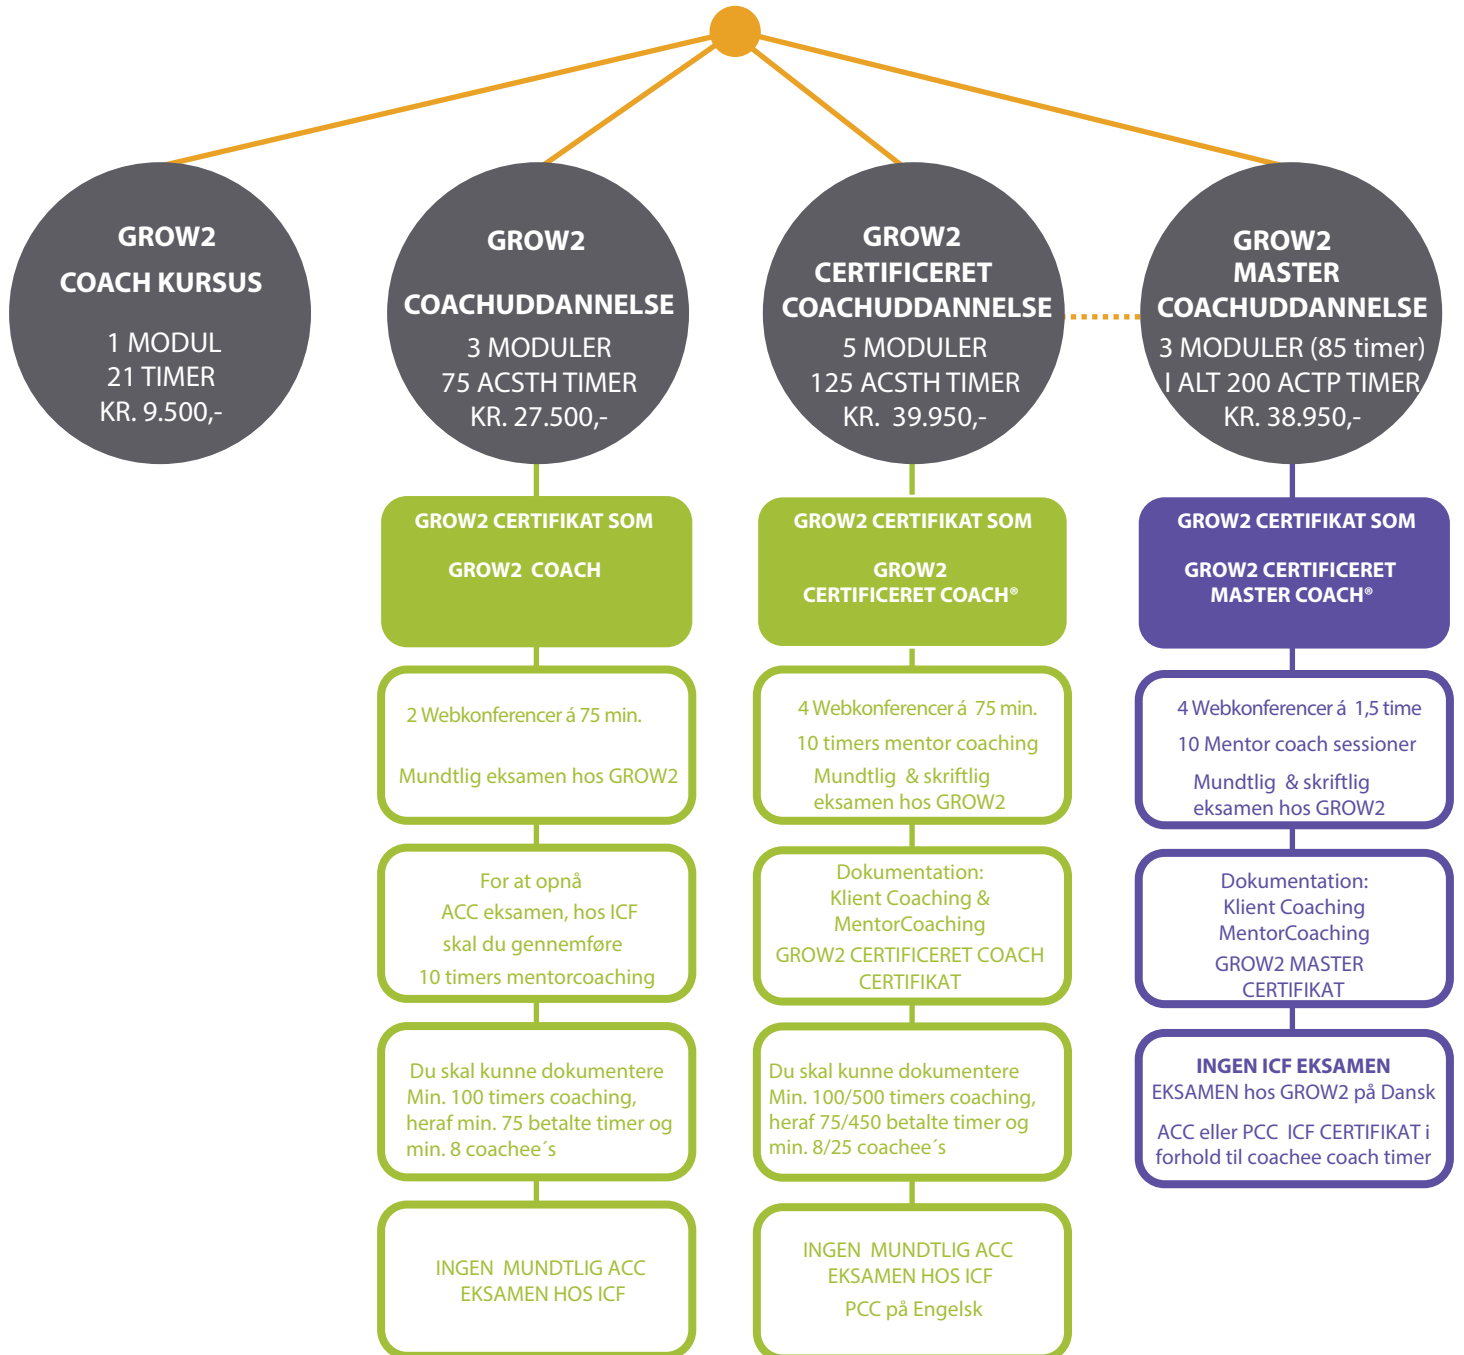 GROW2
COACH KURSUS
1 MODUL
21 TIMER
KR. 9.500,-
GROW2
COACHUDDANNELSE
3 MODULER
75 ACSTH TIMER
KR. 27.500,-
GROW2
CERTIFICERET
COACHUDDANNELSE
5 MODULER
125 ACSTH TIMER
KR. 39.950,-
GROW2
MASTER
COACHUDDANNELSE
3 MODULER (85 timer)
I ALT 200 ACTP TIMER
KR. 38.950,-
GROW2 CERTIFIKAT SOM
GROW2 COACH
2 Webkonferencer á 75 min.
Mundtlig eksamen hos GROW2
For at opnå
ACC eksamen, hos ICF
skal du gennemføre
10 timers mentorcoaching
Du skal kunne dokumentere
Min. 100 timers coaching,
heraf min. 75 betalte timer og
min. 8 coachee´s
INGEN MUNDTLIG ACC
EKSAMEN HOS ICF
GROW2 CERTIFIKAT SOM
GROW2
CERTIFICERET COACH®
4 Webkonferencer á 75 min.
10 timers mentor coaching
Mundtlig & skriftlig
eksamen hos GROW2
Dokumentation:
Klient Coaching &
MentorCoaching
GROW2 CERTIFICERET COACH
CERTIFIKAT
Du skal kunne dokumentere
Min. 100/500 timers coaching,
heraf 75/450 betalte timer og
min. 8/25 coachee´s
INGEN MUNDTLIG ACC
EKSAMEN HOS ICF
PCC på Engelsk
GROW2 CERTIFIKAT SOM
GROW2 CERTIFICERET
MASTER COACH®
4 Webkonferencer á 1,5 time
10 Mentor coach sessioner
Mundtlig & skriftlig
eksamen hos GROW2
Dokumentation:
Klient Coaching
MentorCoaching
GROW2 MASTER
CERTIFIKAT
INGEN ICF EKSAMEN
EKSAMEN hos GROW2 på Dansk
ACC eller PCC ICF CERTIFIKAT i
forhold til coachee coach timer